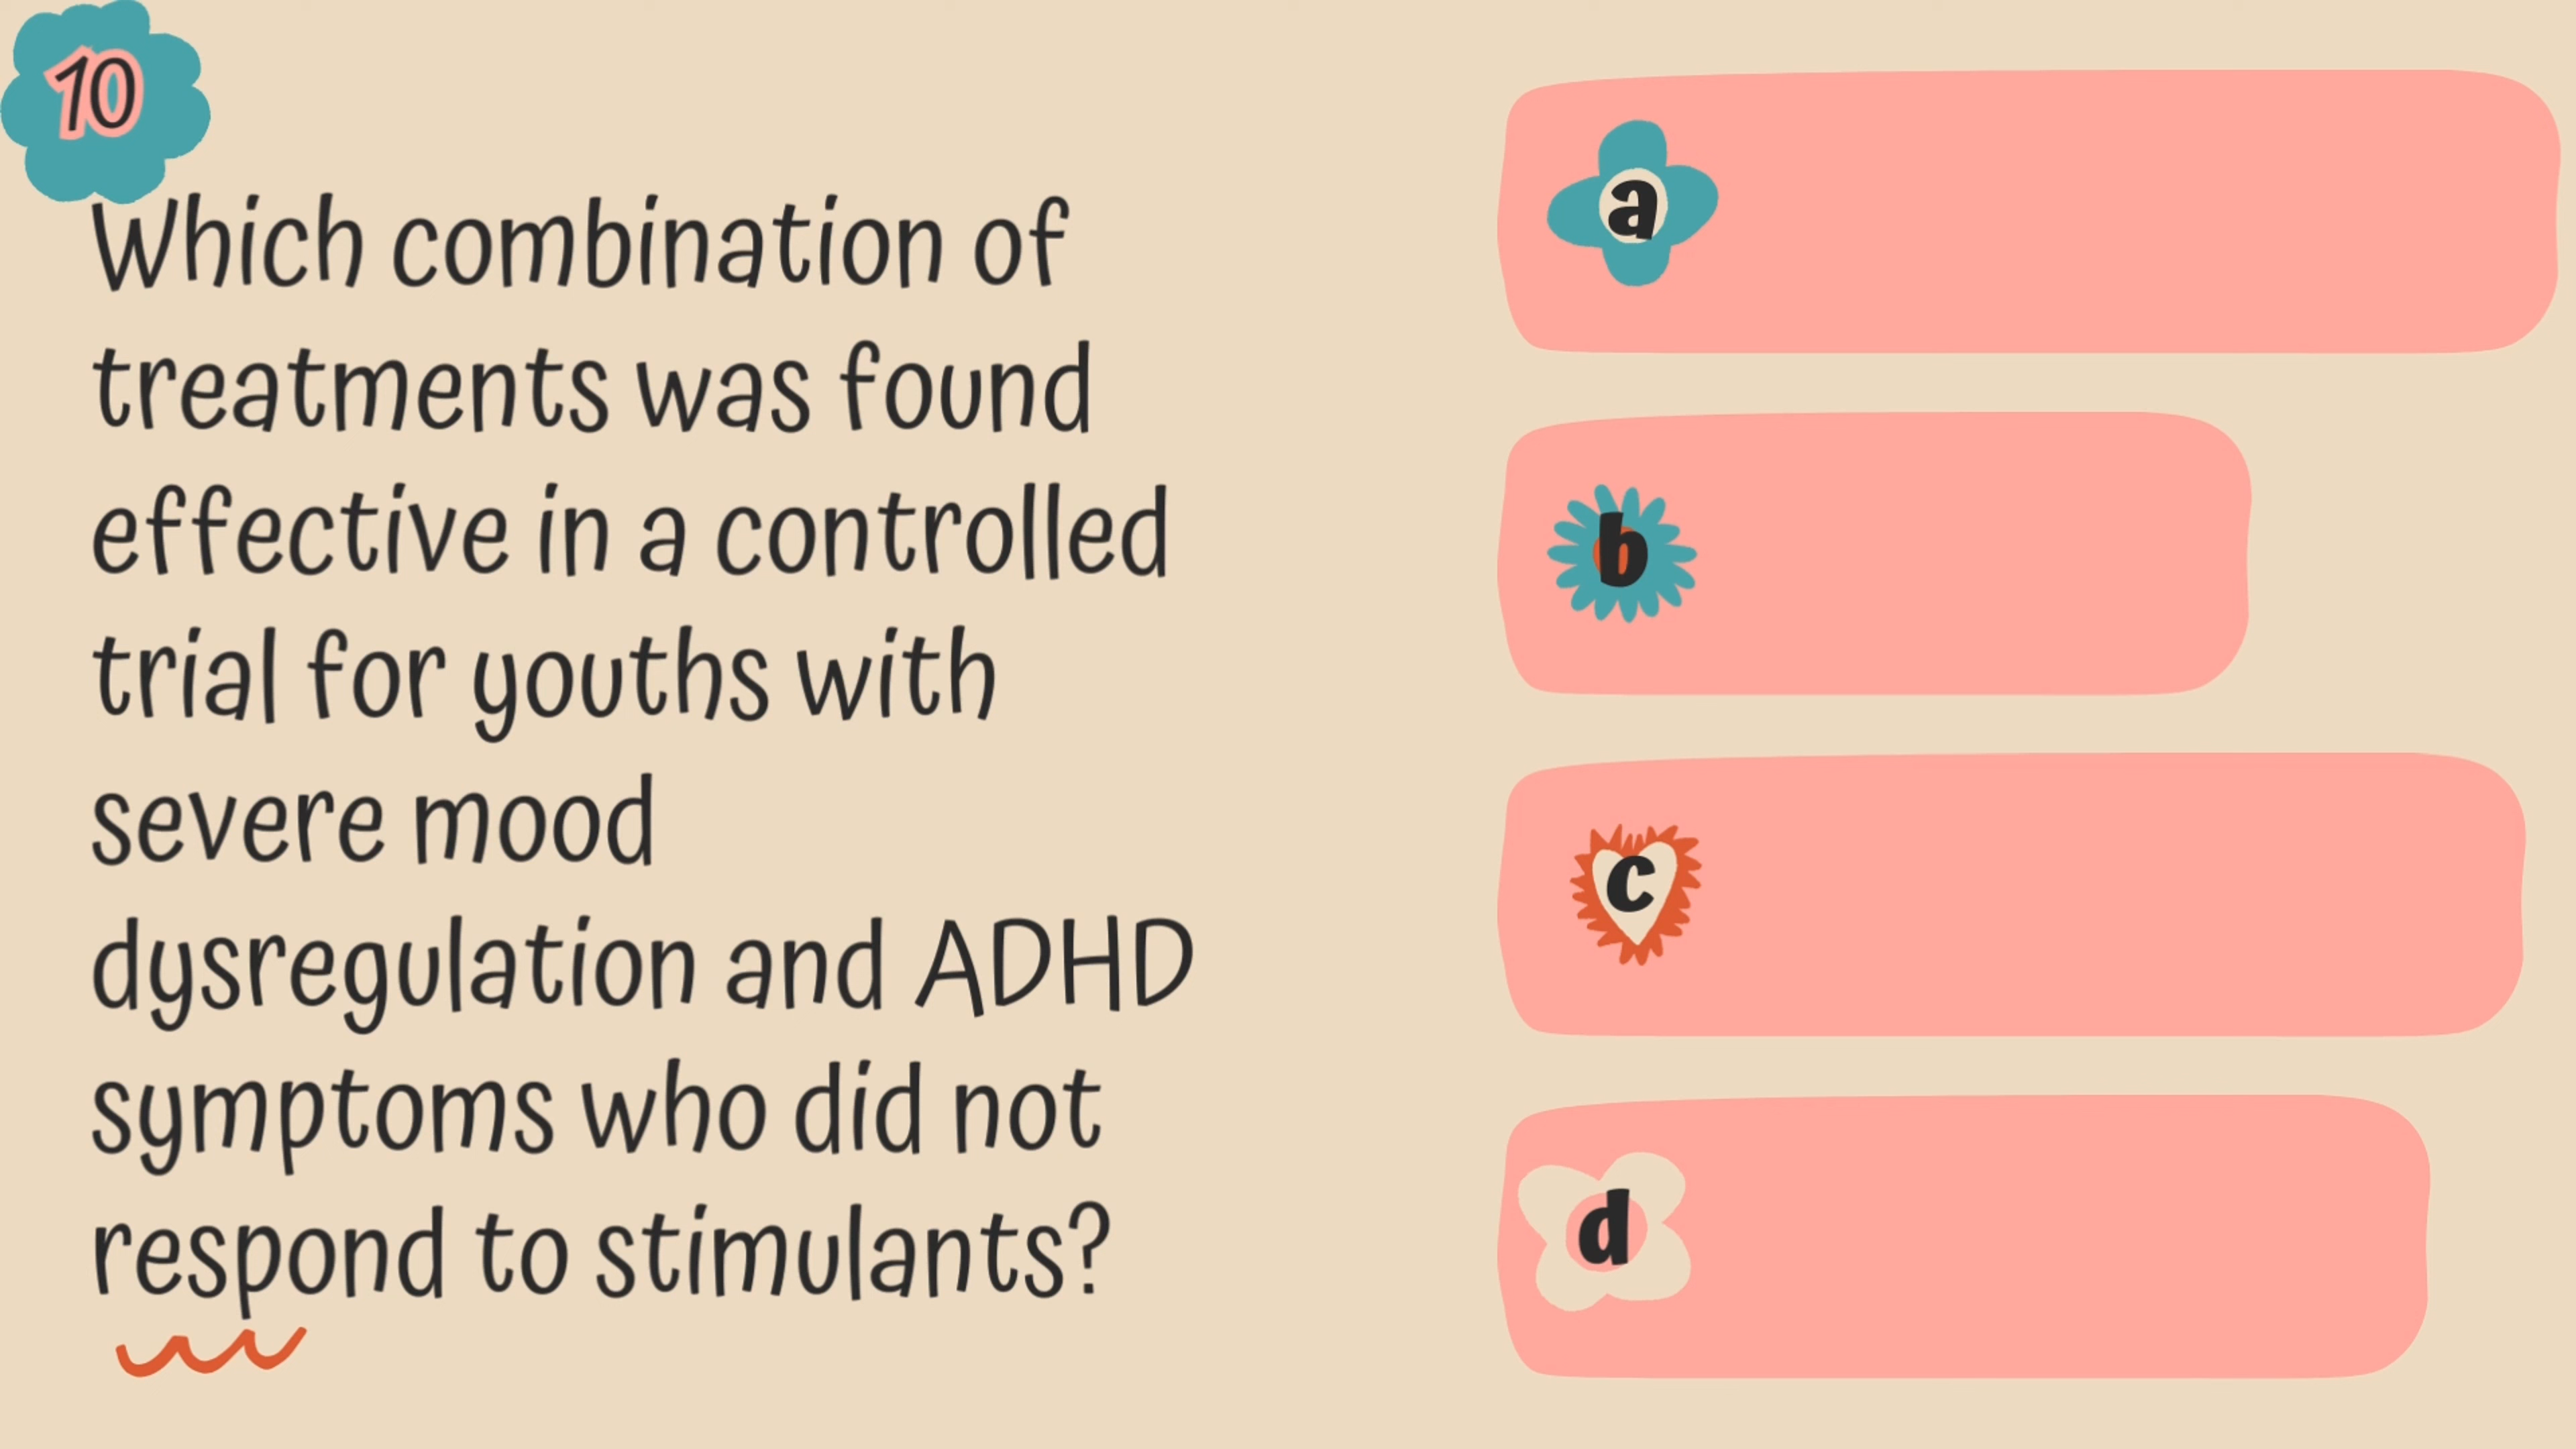 10
Which combination of
treatments was found
effective in a controlled
trial for youths with
severe mood
dysregulation and ADHD
symptoms who did not
respond to stimulants?
a
b
c
d